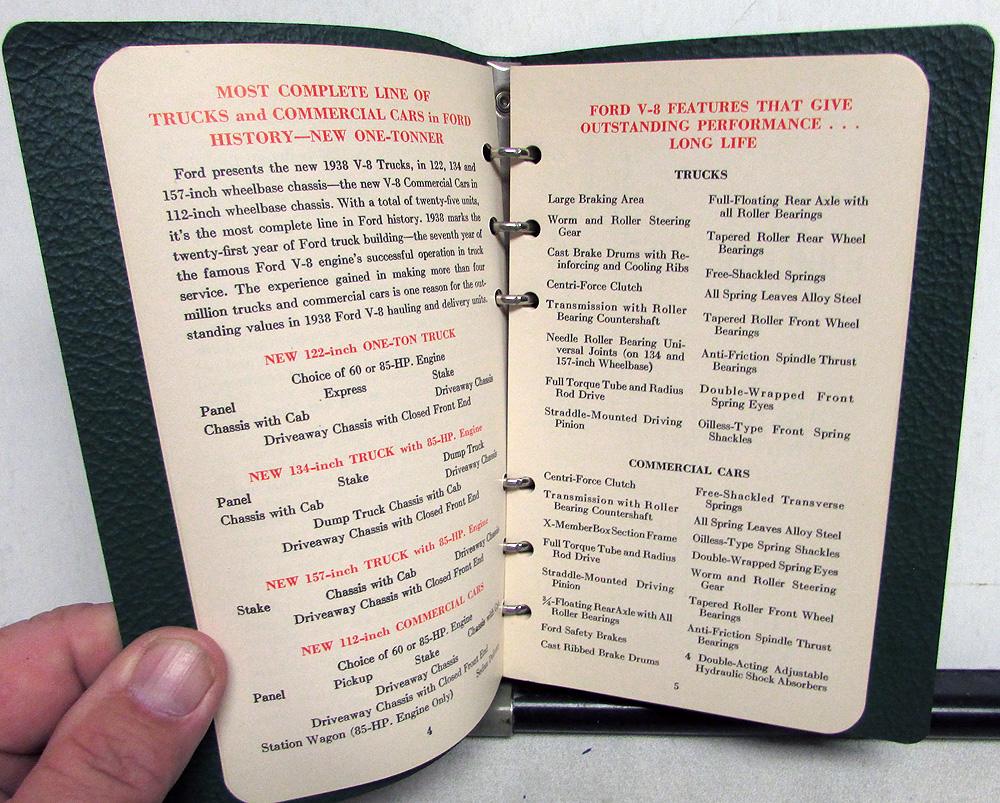 MOST COMPLETE LINE OF
TRUCKS and COMMERCIAL CARS in FORD
HISTORY—NEW ONE-TONNER
Ford presents the new 1938 V-8 Trucks, in 122, 134 and
157-inch wheelbase chassis—the new V-8 Commercial Cars in
112-inch wheelbase chassis. With a total of twenty-five units,
it's the most complete line in Ford history. 1938 marks the
twenty-first year of Ford truck building—the seventh year of
the famous Ford V-8 engine's successful operation in truck
service. The experience gained in making more than four
million trucks and commercial cars is one reason for the out-
standing values in 1938 Ford V-8 hauling and delivery units.
NEW 122-inch ONE-TON TRUCK
Choice of 60 or 85-HP. Engine
Panel Express Stake
Chassis with Cab Driveaway Chassis
Driveaway Chassis with Closed Front End
NEW 134-inch TRUCK with 85-HP. Engine
Panel Stake Dump Truck
Chassis with Cab Driveaway Chassis
Dump Truck Chassis with Cab
Driveaway Chassis with Closed Front End
NEW 157-inch TRUCK with 85-HP. Engine
Stake Chassis with Cab Driveaway Chassis
Driveaway Chassis with Closed Front End
NEW 112-inch COMMERCIAL CARS
Choice of 60 or 85-HP. Engine
Panel Pickup Stake Chassis with
Driveaway Chassis
Driveaway Chassis with Closed Front End
Station Wagon (85-HP. Engine Only)
4
FORD V-8 FEATURES THAT GIVE
OUTSTANDING PERFORMANCE . . .
LONG LIFE
TRUCKS
Large Braking Area
Worm and Roller Steering
Gear
Cast Brake Drums with Re-
inforcing and Cooling Ribs
Centri-Force Clutch
Transmission with Roller
Bearing Countershaft
Needle Roller Bearing Uni-
versal Joints (on 134 and
157-inch Wheelbase)
Full Torque Tube and Radius
Rod Drive
Straddle-Mounted Driving
Pinion
Full-Floating Rear Axle with
all Roller Bearings
Tapered Roller Rear Wheel
Bearings
Free-Shackled Springs
All Spring Leaves Alloy Steel
Tapered Roller Front Wheel
Bearings
Anti-Friction Spindle Thrust
Bearings
Double-Wrapped Front
Spring Eyes
Oilless-Type Front Spring
Shackles
COMMERCIAL CARS
Centri-Force Clutch
Transmission with Roller
Bearing Countershaft
X-Member Box Section Frame
Full Torque Tube and Radius
Rod Drive
Straddle-Mounted Driving
Pinion
¾-Floating Rear Axle with All
Roller Bearings
Ford Safety Brakes
Cast Ribbed Brake Drums
Free-Shackled Transverse
Springs
All Spring Leaves Alloy Steel
Oilless-Type Spring Shackles
Double-Wrapped Spring Eyes
Worm and Roller Steering
Gear
Tapered Roller Front Wheel
Bearings
Anti-Friction Spindle Thrust
Bearings
4 Double-Acting Adjustable
Hydraulic Shock Absorbers
5